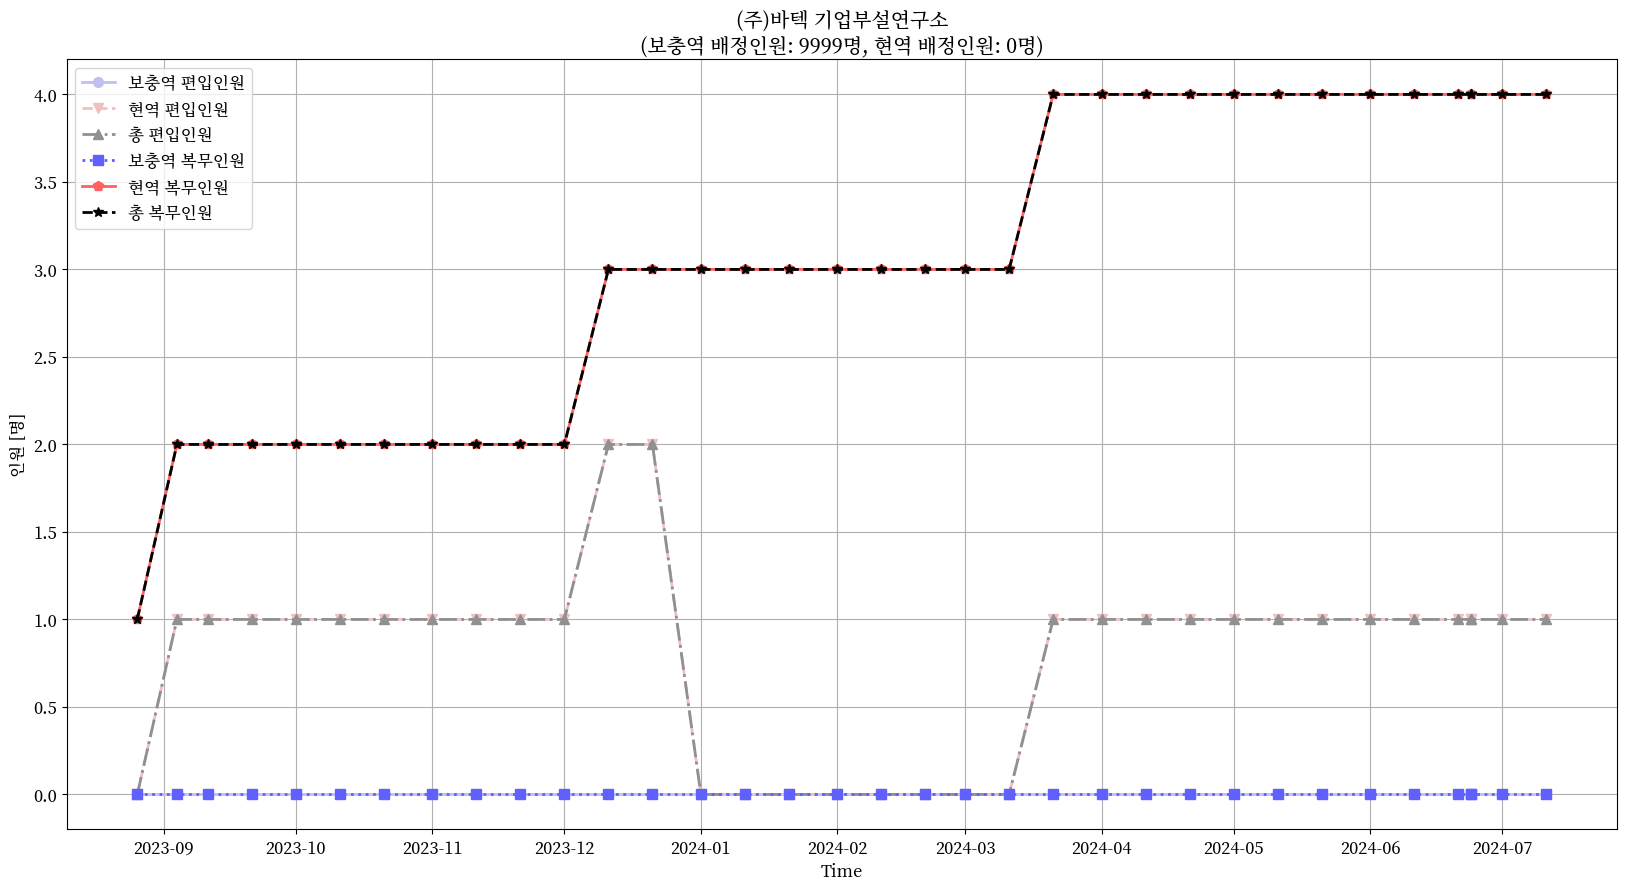 (주)바텍 기업부설연구소
(보충역 배정인원: 9999명, 현역 배정인원: 0명)
보충역 편입인원
현역 편입인원
총 편입인원
보충역 복무인원
현역 복무인원
총 복무인원
4.0
3.5
3.0
2.5
2.0
1.5
1.0
0.5
0.0
인원 [명]
2023-09 2023-10 2023-11 2023-12 2024-01 2024-02 2024-03 2024-04 2024-05 2024-06 2024-07
Time